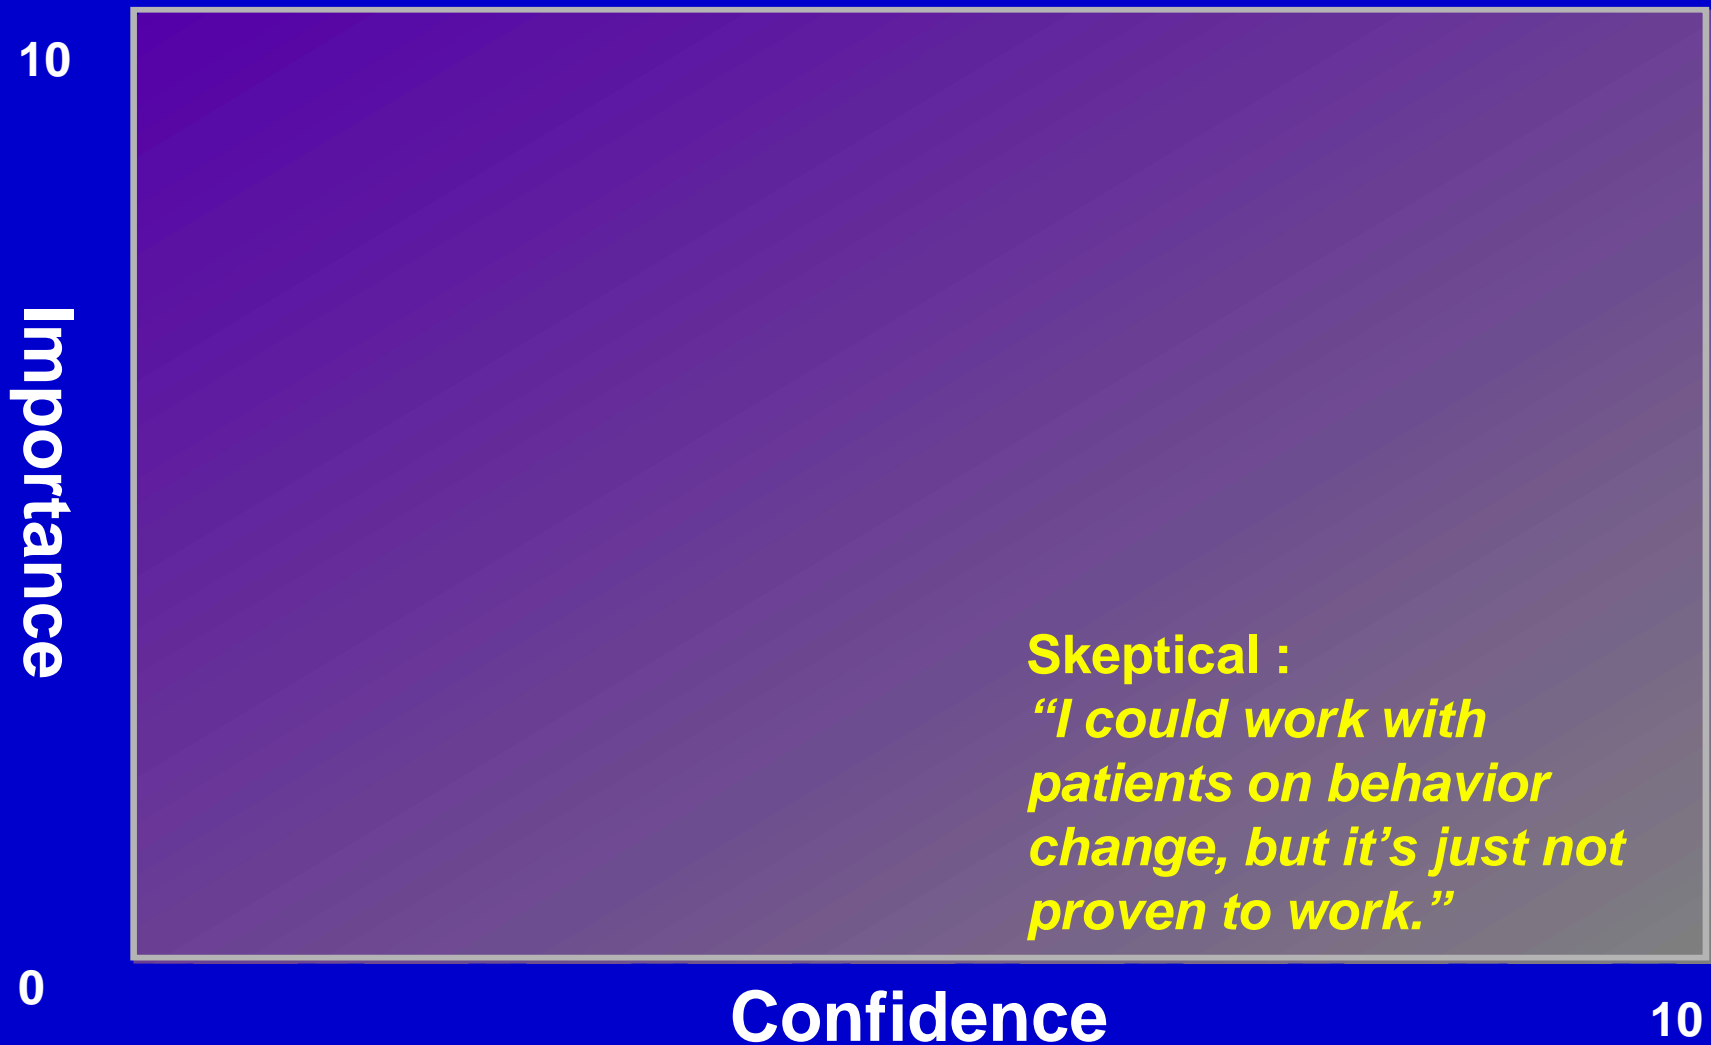 10
Importance
Skeptical :
“I could work with
patients on behavior
change, but it’s just not
proven to work.”
0
Confidence
10